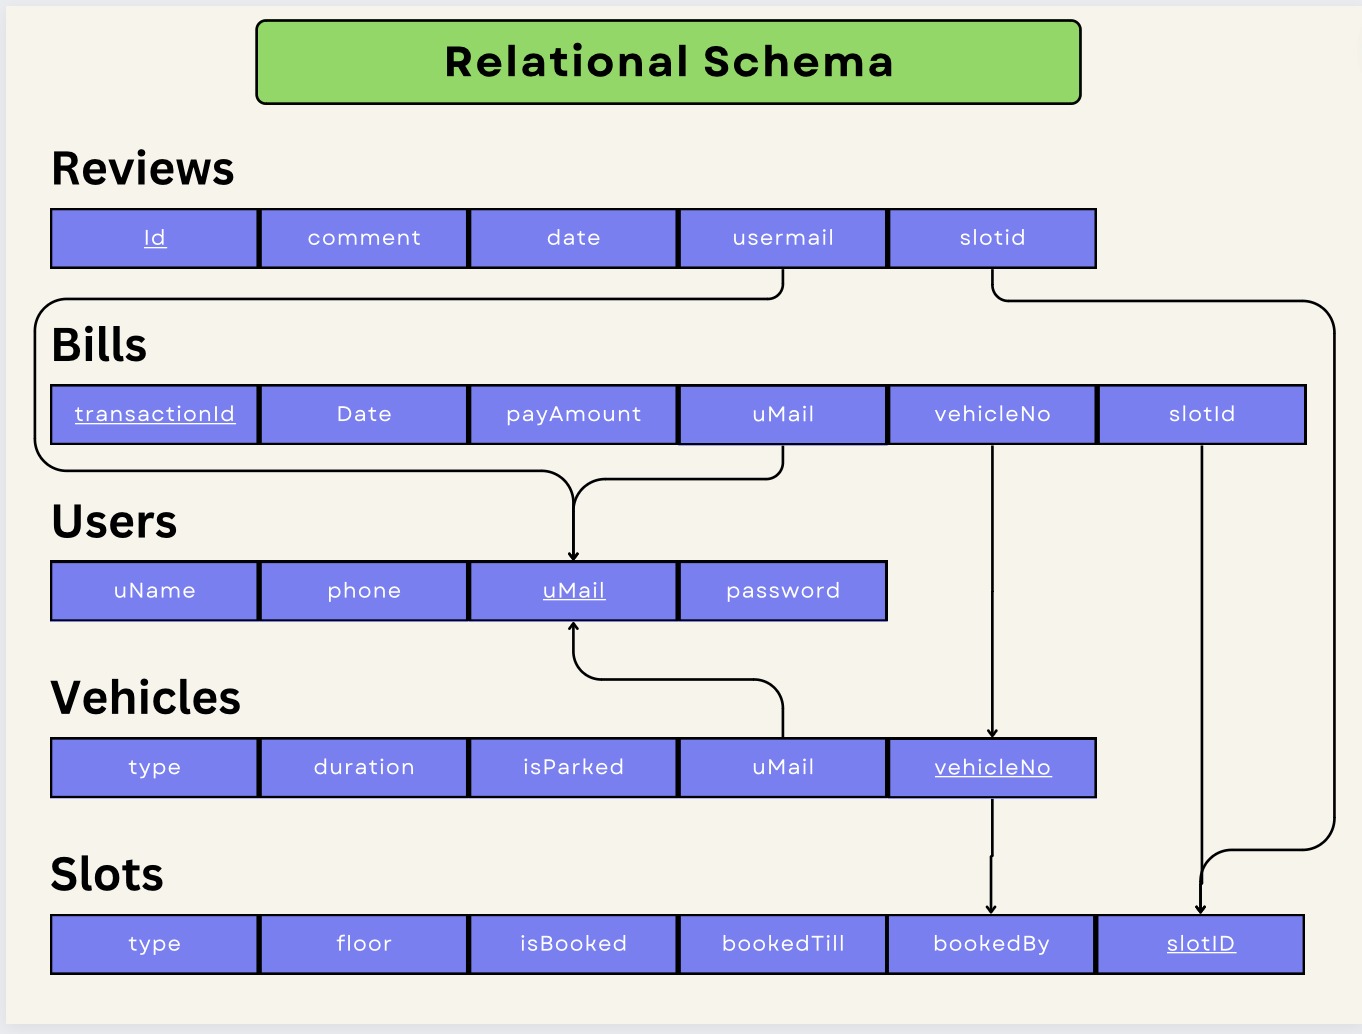 Relational Schema
Reviews
Id comment date usermail slotid
Bills
transactionId Date payAmount uMail vehicleNo slotId
Users
uName phone uMail password
Vehicles
type duration isParked uMail vehicleNo
Slots
type floor isBooked bookedTill bookedBy slotID